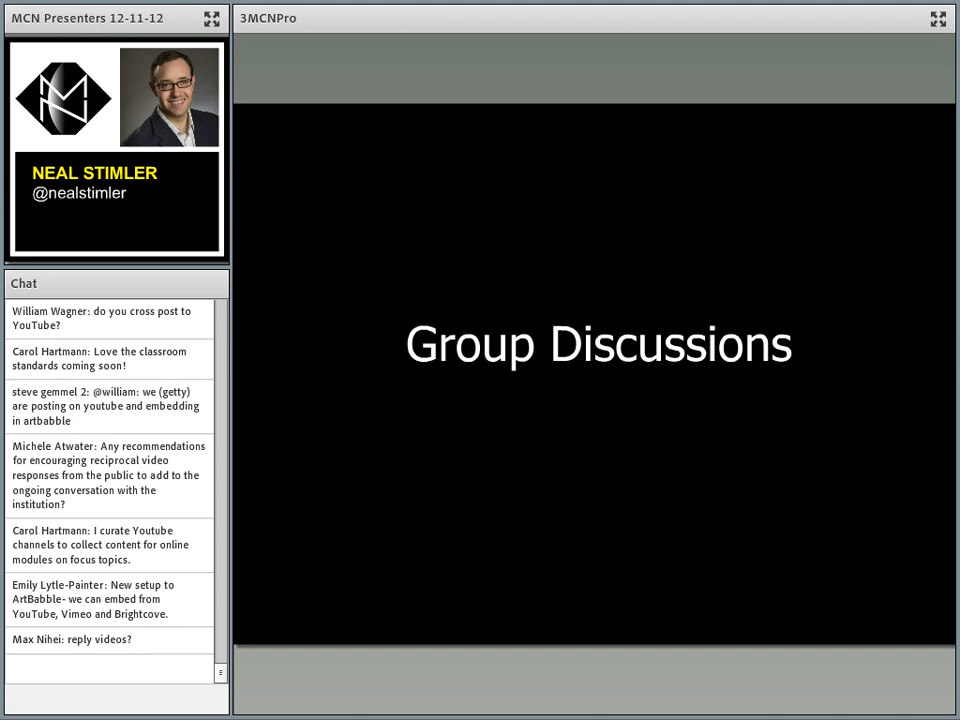 MCN Presenters 12-11-12
NEAL STIMLER
@nealstimler
Chat
William Wagner: do you cross post to
YouTube?
Carol Hartmann: Love the classroom
standards coming soon!
steve gemmel 2: @william: we (getty)
are posting on youtube and embedding
in artbabble
Michele Atwater: Any recommendations
for encouraging reciprocal video
responses from the public to add to the
ongoing conversation with the
institution?
Carol Hartmann: I curate Youtube
channels to collect content for online
modules on focus topics.
Emily Lytle-Painter: New setup to
ArtBabble- we can embed from
YouTube, Vimeo and Brightcove.
Max Nihei: reply videos?
3MCNPro
Group Discussions